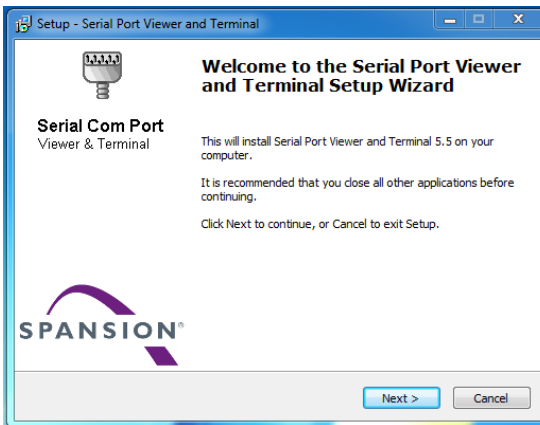 Setup - Serial Port Viewer and Terminal
X
Welcome to the Serial Port Viewer
and Terminal Setup Wizard
Serial Com Port
Viewer & Terminal
This will install Serial Port Viewer and Terminal 5.5 on your
computer.
It is recommended that you close all other applications before
continuing.
Click Next to continue, or Cancel to exit Setup.
SPANSION®
Next >
Cancel